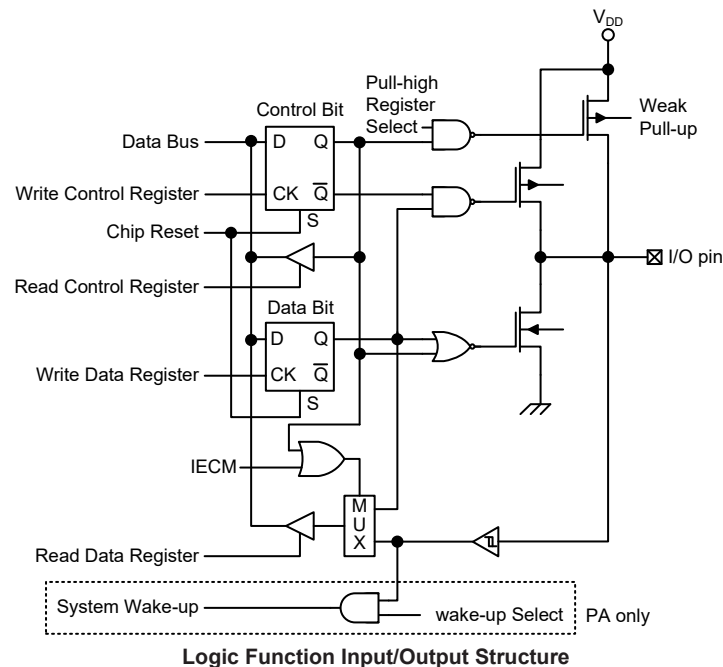 V_DD
Pull-high
Register
Select
Weak
Pull-up
Control Bit
Data Bus
D
Q
Write Control Register
CK
Q̅
S
Chip Reset
I/O pin
Read Control Register
Data Bit
D
Q
Write Data Register
CK
Q̅
S
IECM
M
U
X
Read Data Register
System Wake-up
wake-up Select
PA only
Logic Function Input/Output Structure